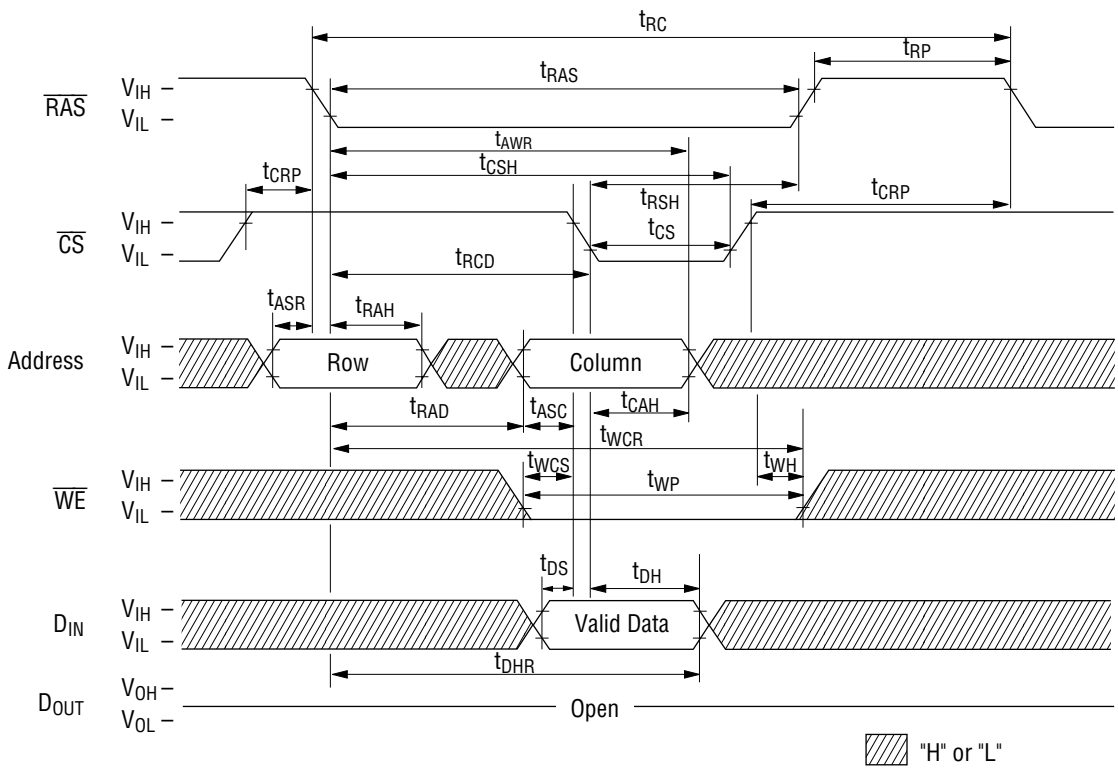 tRC
tRP
tRAS
RAS
VIH
VIL
tAWR
tCSH
tCRP
tRSH
tCRP
CS
VIH
VIL
tCS
tRCD
tASR
tRAH
Address
VIH
VIL
Row
Column
tRAD
tASC
tCAH
tWCR
tWCS
tWH
WE
VIH
VIL
tWP
tDS
tDH
DIN
VIH
VIL
Valid Data
tDHR
DOUT
VOH
VOL
Open
"H" or "L"